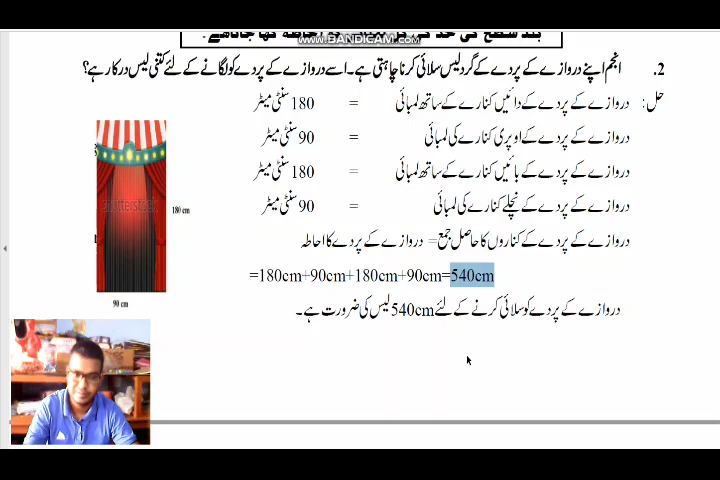 WWW.BANDICAM.COM
بند سطح کی حد کی
2. انجم اپنے دروازے کے پردے کے گرد لیس سلائی کرنا چاہتی ہے۔ اسے دروازے کے پردے کو لگانے کے لئے کتنی لیس درکار ہے؟
حل: دروازے کے پردے کے دائیں کنارے کے ساتھ لمبائی = 180 سنٹی میٹر
دروازے کے پردے کے اوپری کنارے کی لمبائی = 90 سنٹی میٹر
دروازے کے پردے کے بائیں کنارے کے ساتھ لمبائی = 180 سنٹی میٹر
دروازے کے پردے کے نچلے کنارے کی لمبائی = 90 سنٹی میٹر
دروازے کے پردے کے کناروں کا حاصل جمع = دروازے کے پردے کا احاطہ
=180cm+90cm+180cm+90cm=540cm
دروازے کے پردے کو سلائی کرنے کے لئے 540cm لیس کی ضرورت ہے۔
180 cm
90 cm